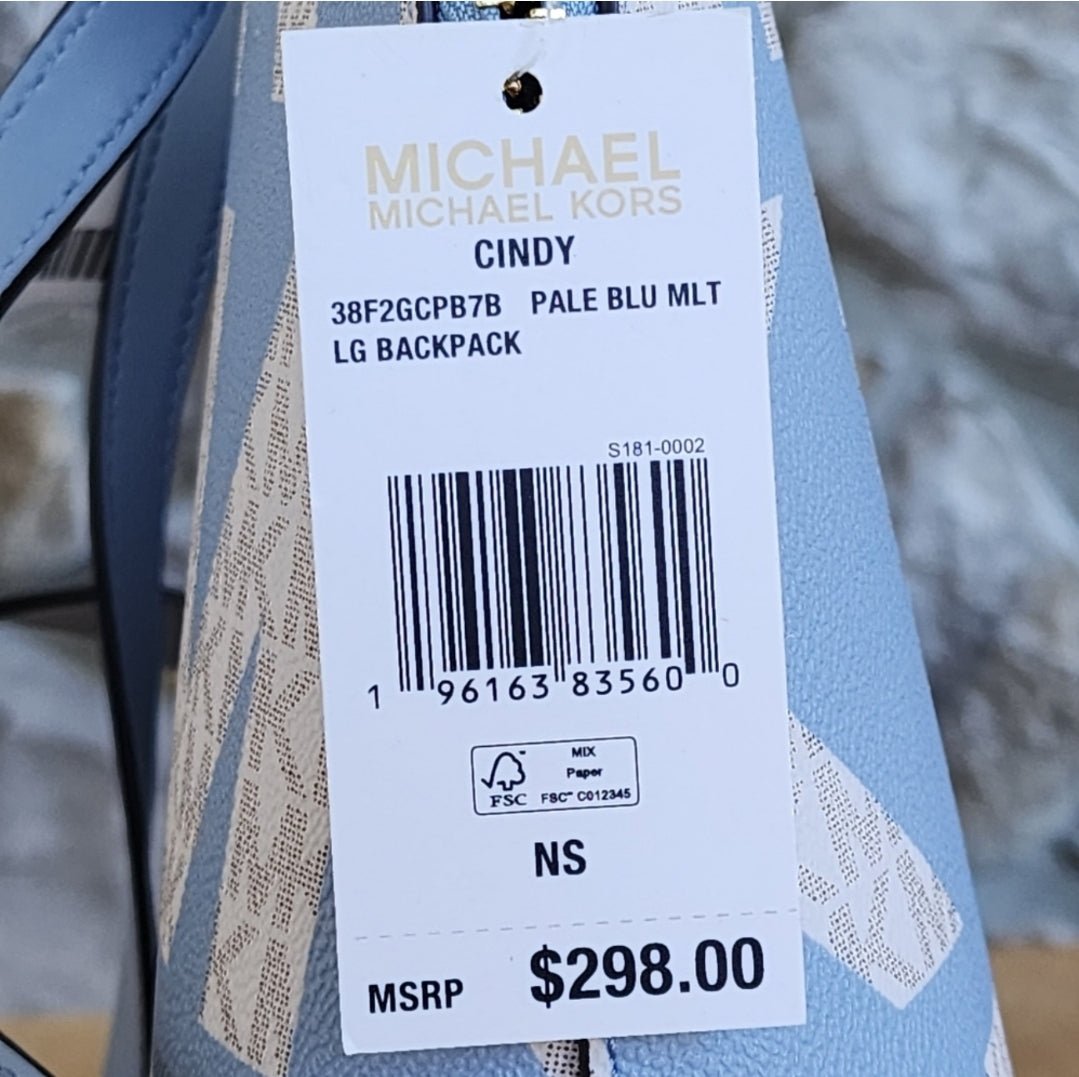 MICHAEL
MICHAEL KORS
CINDY
38F2GCPB7B PALE BLU MLT
LG BACKPACK
S181-0002
1 96163 83560 0
MIX
Paper
FSC™ C012345
FSC
NS
MSRP $298.00